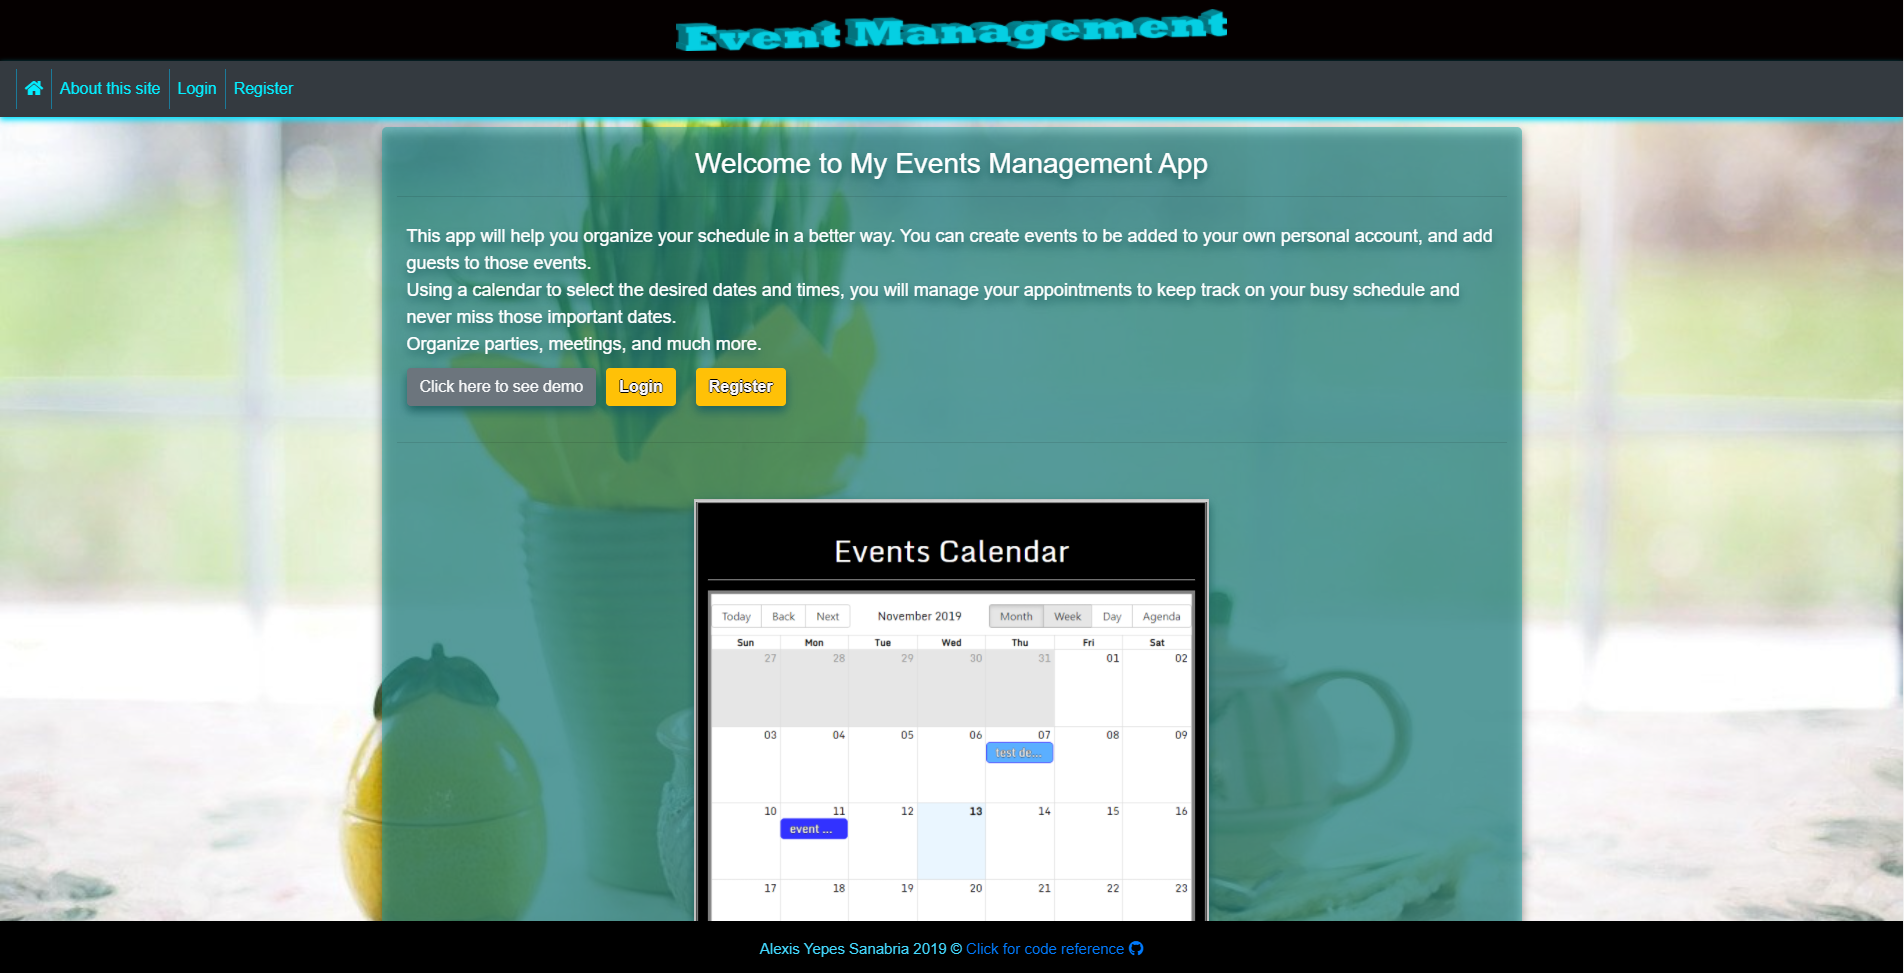 Event Management
About this site
Login
Register
Welcome to My Events Management App
This app will help you organize your schedule in a better way. You can create events to be added to your own personal account, and add
guests to those events.
Using a calendar to select the desired dates and times, you will manage your appointments to keep track on your busy schedule and
never miss those important dates.
Organize parties, meetings, and much more.
Click here to see demo
Login
Register
Events Calendar
Today Back Next November 2019 Month Week Day Agenda
Sun Mon Tue Wed Thu Fri Sat
27 28 29 30 31 01 02
03 04 05 06 07 08 09
test de...
10 11 12 13 14 15 16
event ...
17 18 19 20 21 22 23
Alexis Yepes Sanabria 2019 © Click for code reference